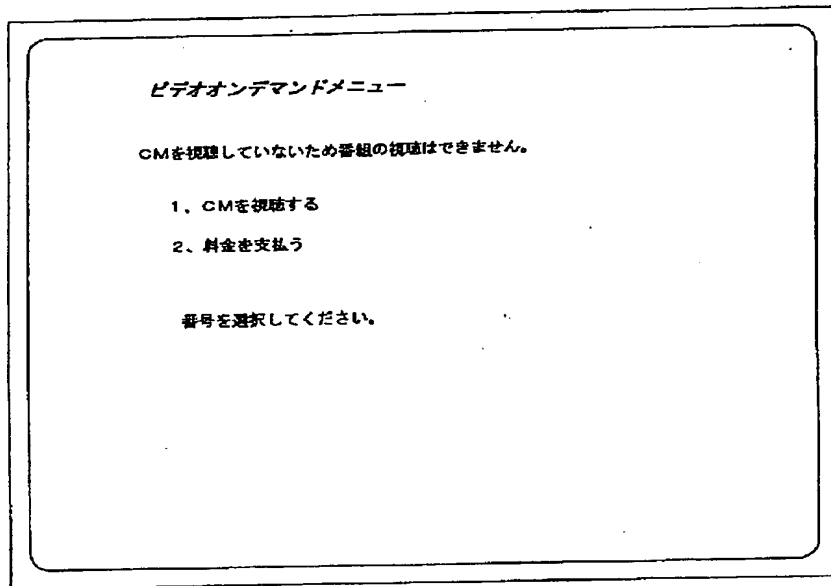 ビデオオンデマンドメニュー
CMを視聴していないため番組の視聴はできません。
1、CMを視聴する
2、料金を支払う
番号を選択してください。